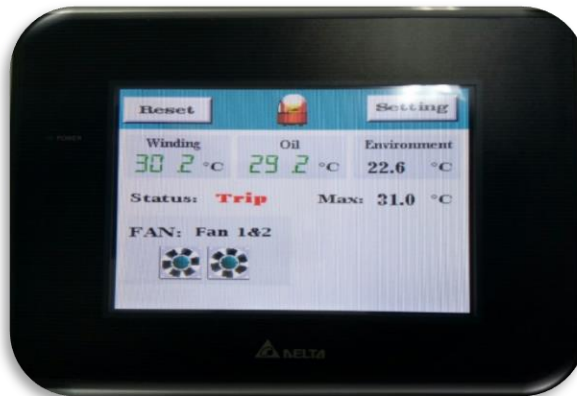 POWER
Reset Setting
Winding Oil Environment
30 2 °C 29 2 °C 22.6 °C
Status: Trip Max: 31.0 °C
FAN: Fan 1&2
DELTA